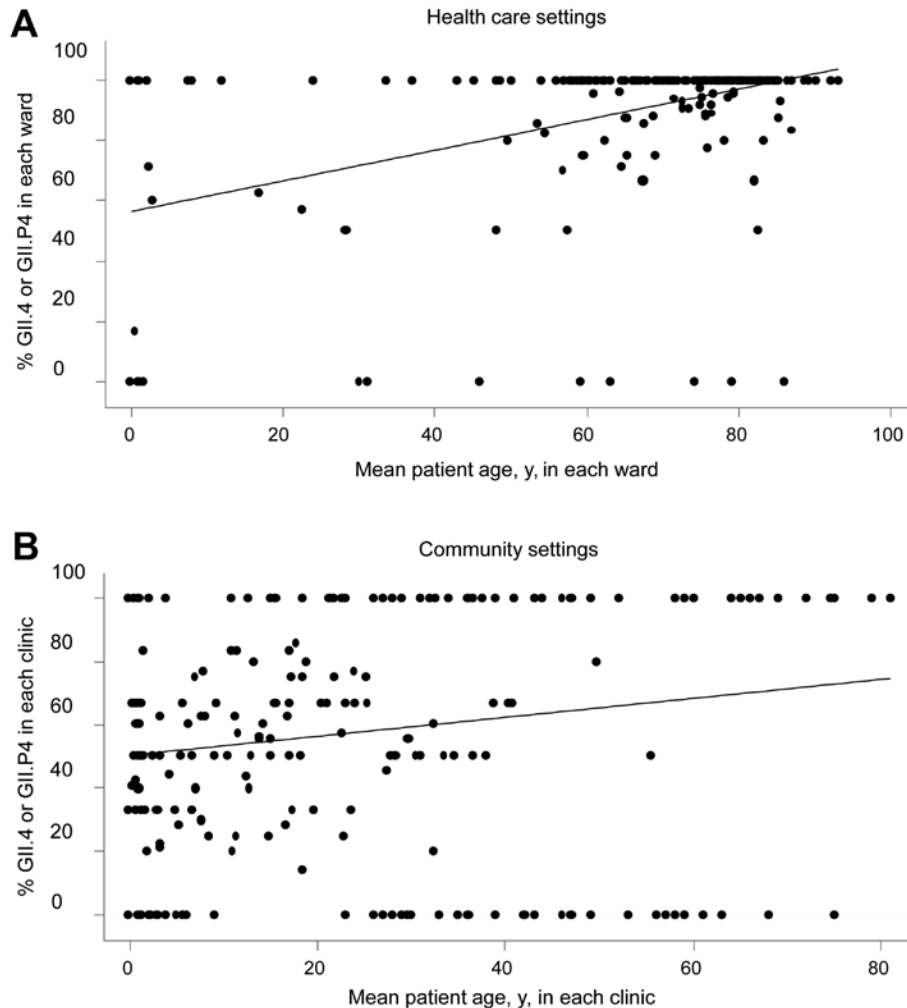 A
Health care settings
100
80
60
40
20
0
% GII.4 or GII.P4 in each ward
0 20 40 60 80 100
Mean patient age, y, in each ward
B
Community settings
100
80
60
40
20
0
% GII.4 or GII.P4 in each clinic
0 20 40 60 80
Mean patient age, y, in each clinic